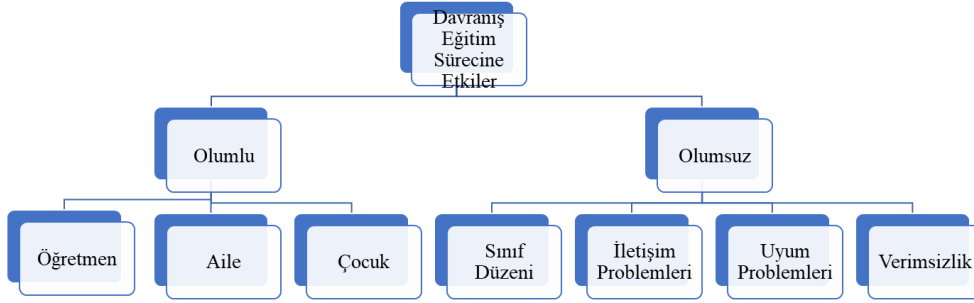 Davranış
Eğitim
Sürecine
Etkiler
Olumlu
Olumsuz
Öğretmen
Aile
Çocuk
Sınıf
Düzeni
İletişim
Problemleri
Uyum
Problemleri
Verimsizlik